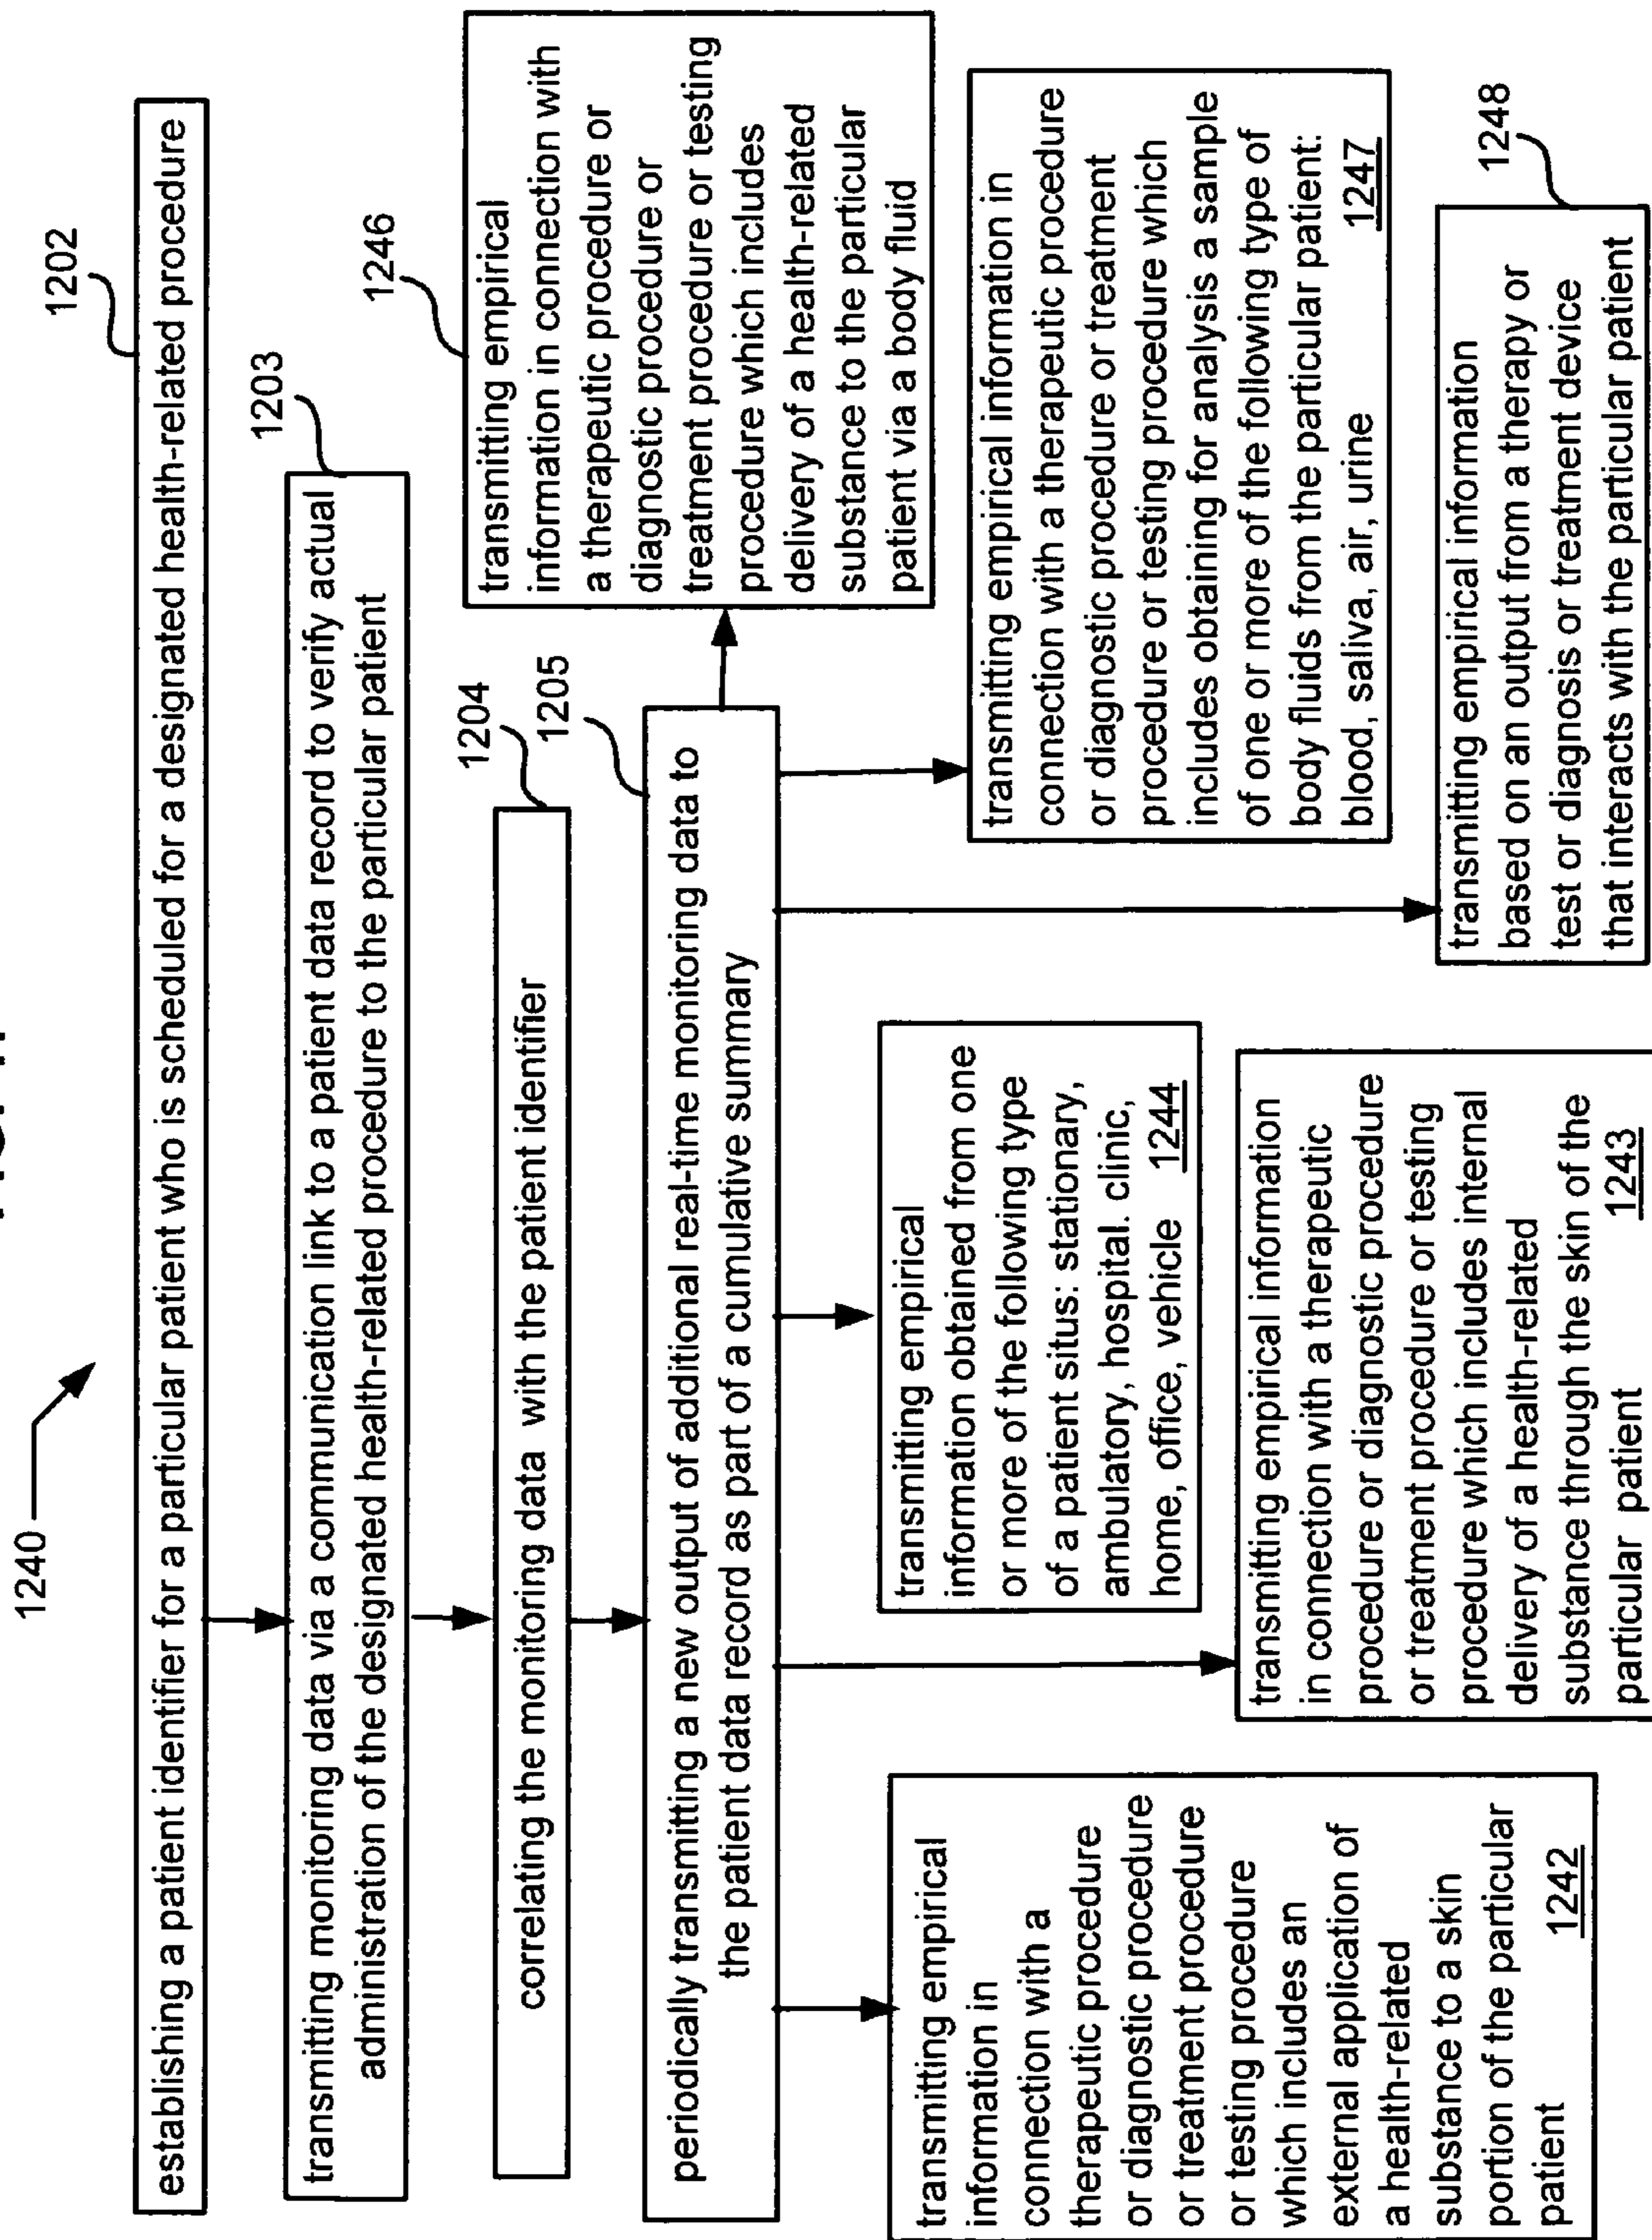 1240
1202
establishing a patient identifier for a particular patient who is scheduled for a designated health-related procedure
1203
transmitting monitoring data via a communication link to a patient data record to verify actual
administration of the designated health-related procedure to the particular patient
1204
correlating the monitoring data with the patient identifier
1205
periodically transmitting a new output of additional real-time monitoring data to
the patient data record as part of a cumulative summary
1246
transmitting empirical
information in connection with
a therapeutic procedure or
diagnostic procedure or
treatment procedure or testing
procedure which includes
delivery of a health-related
substance to the particular
patient via a body fluid
transmitting empirical
information in
connection with a
therapeutic procedure
or diagnostic procedure
or treatment procedure
or testing procedure
which includes an
external application of
a health-related
substance to a skin
portion of the particular
patient 1242
transmitting empirical information
in connection with a therapeutic
procedure or diagnostic procedure
or treatment procedure or testing
procedure which includes internal
delivery of a health-related
substance through the skin of the
particular patient 1243
transmitting empirical
information obtained from one
or more of the following type
of a patient situs: stationary,
ambulatory, hospital. clinic,
home, office, vehicle 1244
transmitting empirical information in
connection with a therapeutic procedure
or diagnostic procedure or treatment
procedure or testing procedure which
includes obtaining for analysis a sample
of one or more of the following type of
body fluids from the particular patient:
blood, saliva, air, urine 1247
1248
transmitting empirical information
based on an output from a therapy or
test or diagnosis or treatment device
that interacts with the particular patient